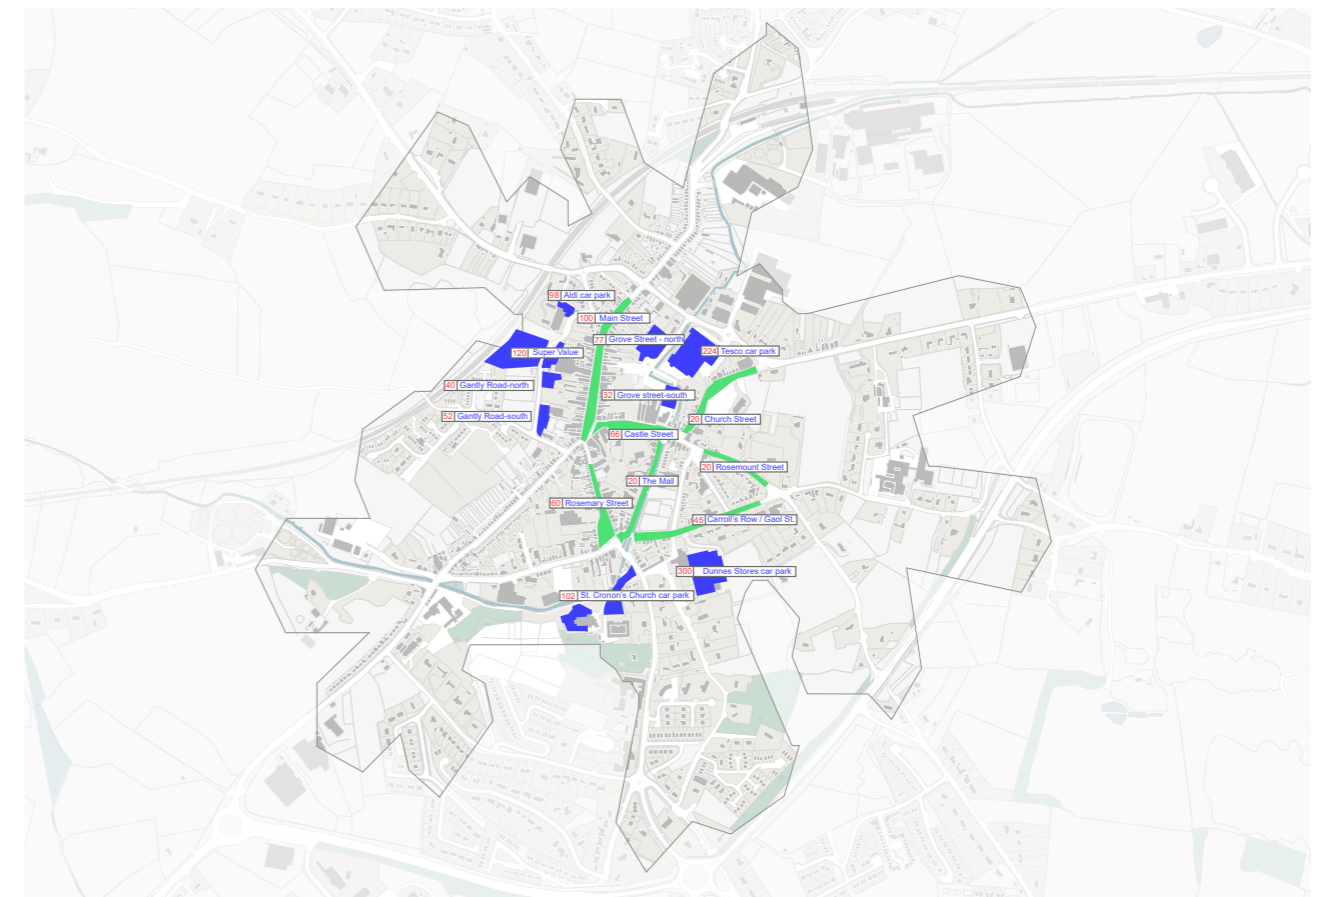 98 Aldi car park
100 Main Street
77 Grove Street - north
120 Super Value
224 Tesco car park
40 Gantly Road-north
32 Grove street-south
52 Gantly Road-south
20 Church Street
66 Castle Street
20 Rosemount Street
20 The Mall
60 Rosemary Street
45 Carroll's Row / Gaol St.
300 Dunnes Stores car park
102 St. Cronon's Church car park